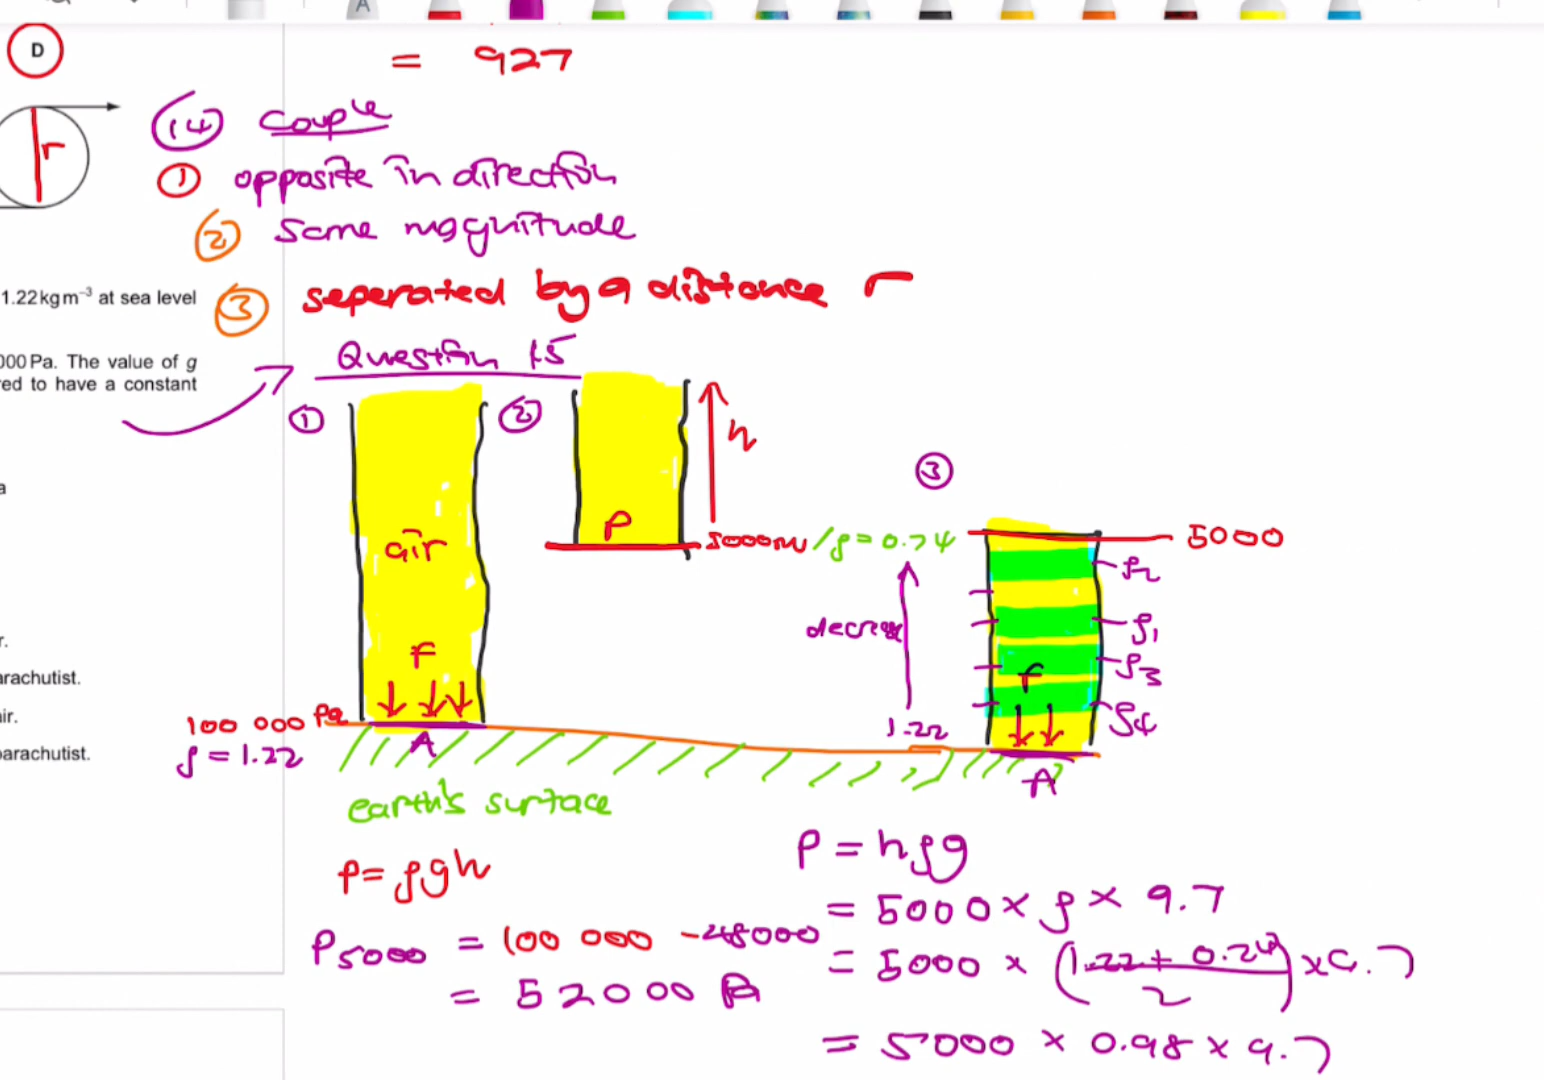 A
D
= 927
r
(14) Couple
① opposite in direction
② same magnitude
1.22 kg m⁻³ at sea level
③ seperated by a distance r
000 Pa. The value of g
red to have a constant
Question 15
① ② h
③
a
air
P
5000m / ρ = 0.74
5000
ρ2
decrease
ρ1
r.
F
ρ3
F
arachutist.
ρ4
air.
100 000 Pa
1.22
ρ = 1.22
A
parachutist.
A
earth's surface
P = hρg
P = ρgh
= 5000 × ρ × 9.7
P5000 = 100 000 - 48000
= 5000 × (1.22 + 0.74 / 2) × 9.7
= 52000 Pa
= 5000 × 0.98 × 9.7